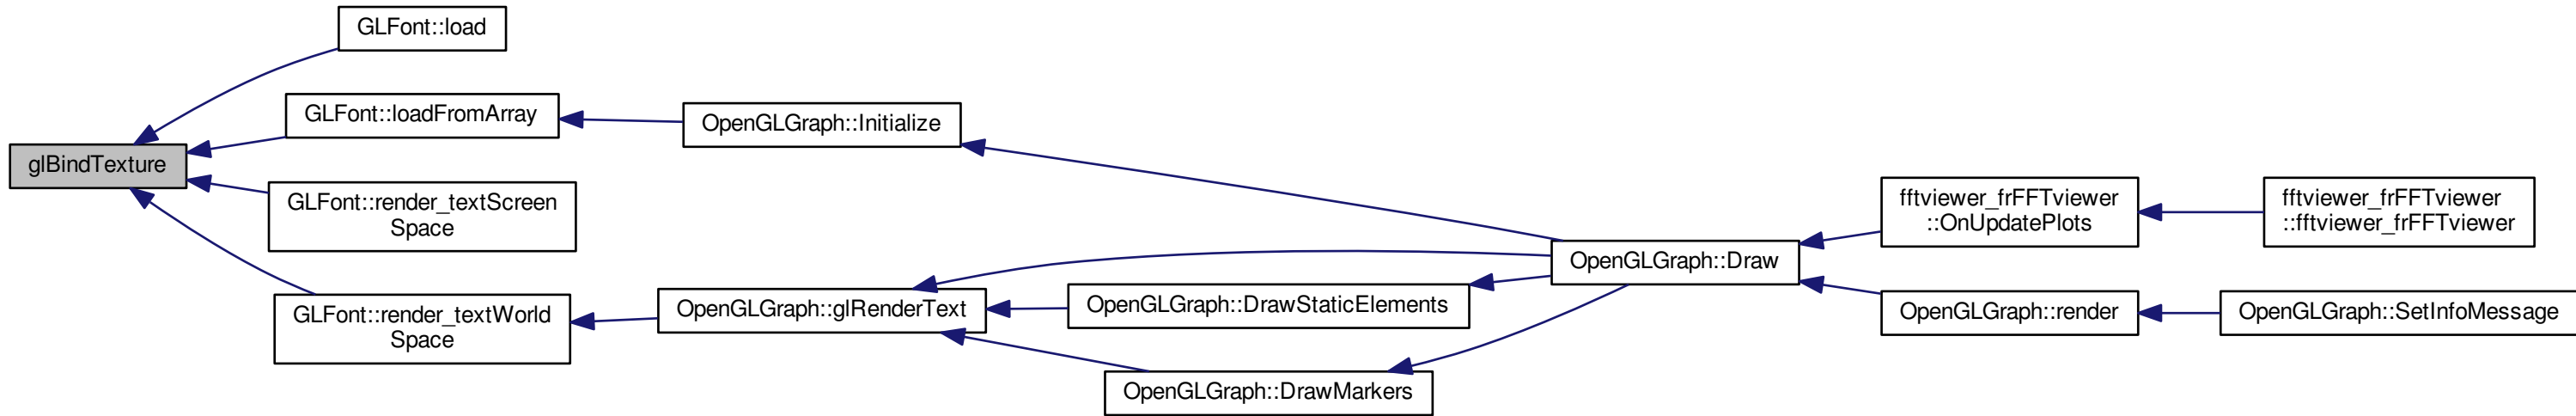 GLFont::load
GLFont::loadFromArray
OpenGLGraph::Initialize
glBindTexture
GLFont::render_textScreen
Space
fftviewer_frFFTviewer
::OnUpdatePlots
fftviewer_frFFTviewer
::fftviewer_frFFTviewer
OpenGLGraph::Draw
GLFont::render_textWorld
Space
OpenGLGraph::glRenderText
OpenGLGraph::DrawStaticElements
OpenGLGraph::render
OpenGLGraph::SetInfoMessage
OpenGLGraph::DrawMarkers